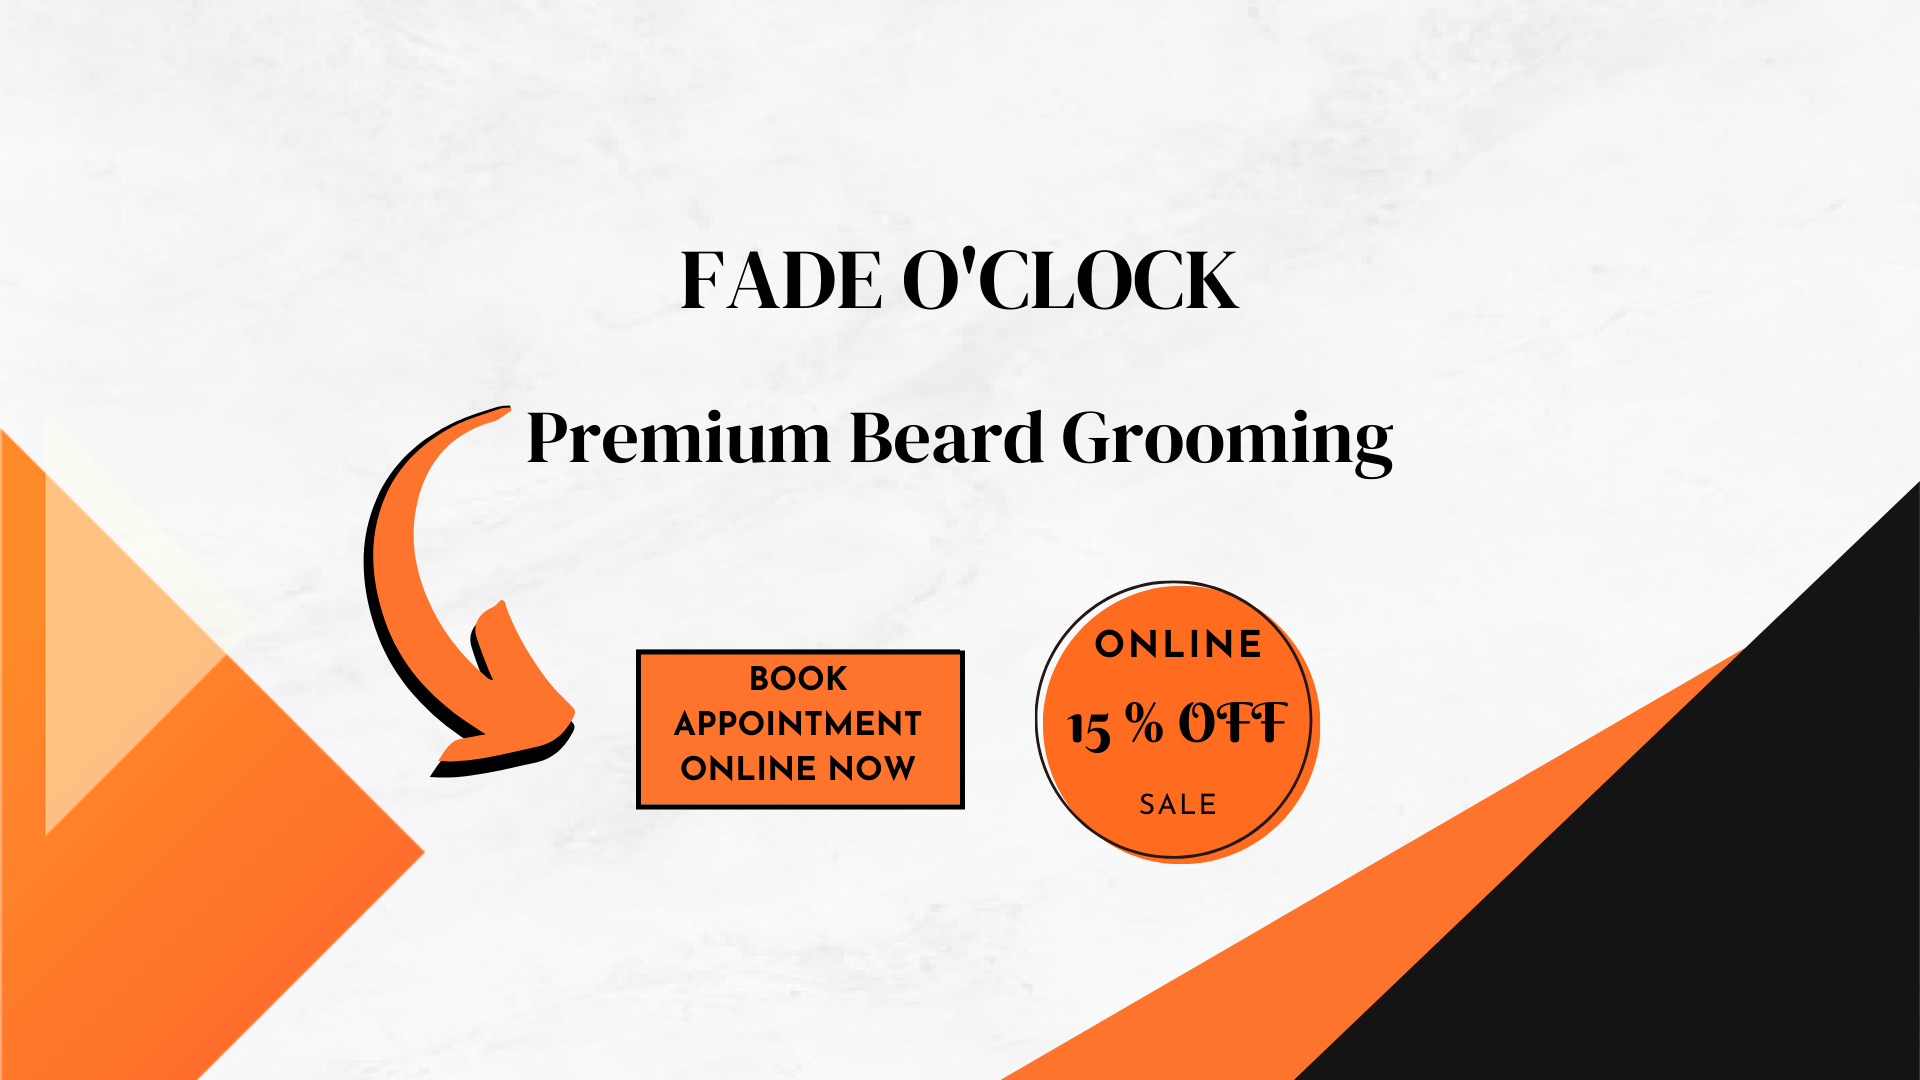 FADE O'CLOCK
Premium Beard Grooming
BOOK
APPOINTMENT
ONLINE NOW
ONLINE
15 % OFF
SALE